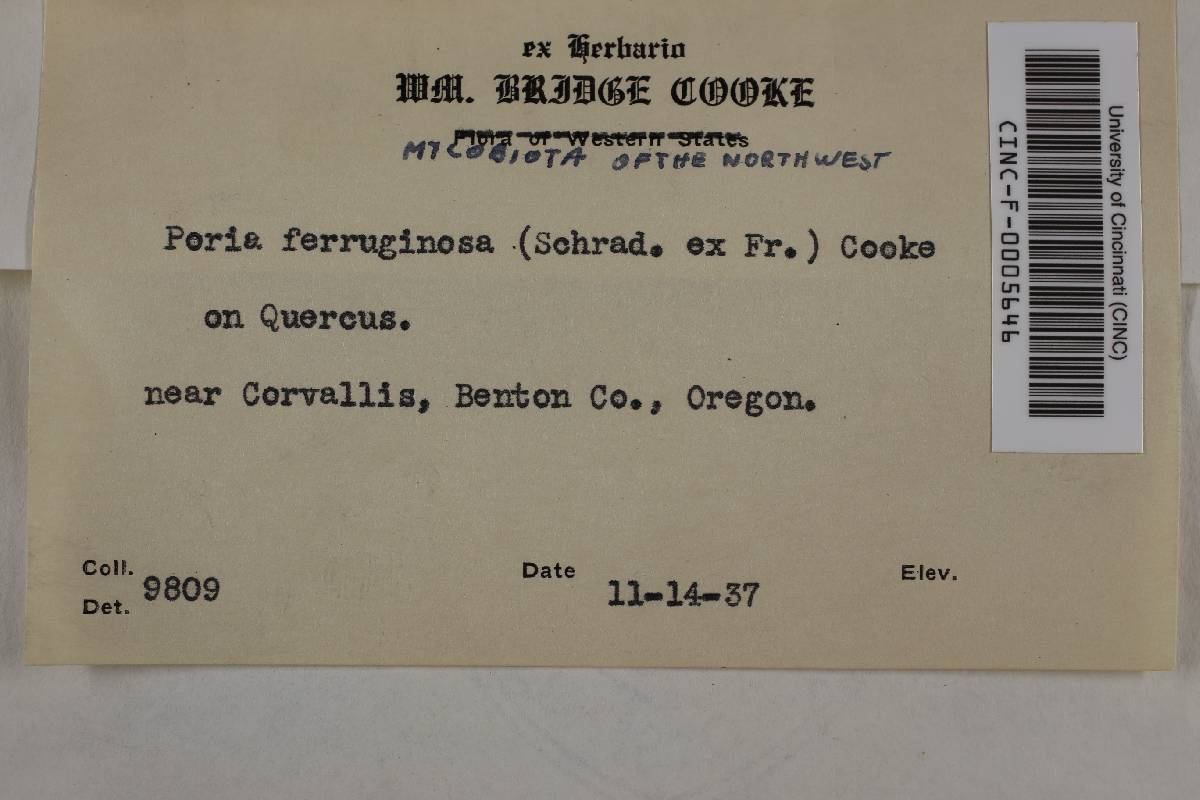 ex Herbario
WM. BRIDGE COOKE
Flora of Western States
MYCOBIOTA OF THE NORTHWEST
Poria ferruginosa (Schrad. ex Fr.) Cooke
on Quercus.
near Corvallis, Benton Co., Oregon.
Coll.
Det.
9809
Date
11-14-37
Elev.
University of Cincinnati (CINC)
CINC-F-0005646